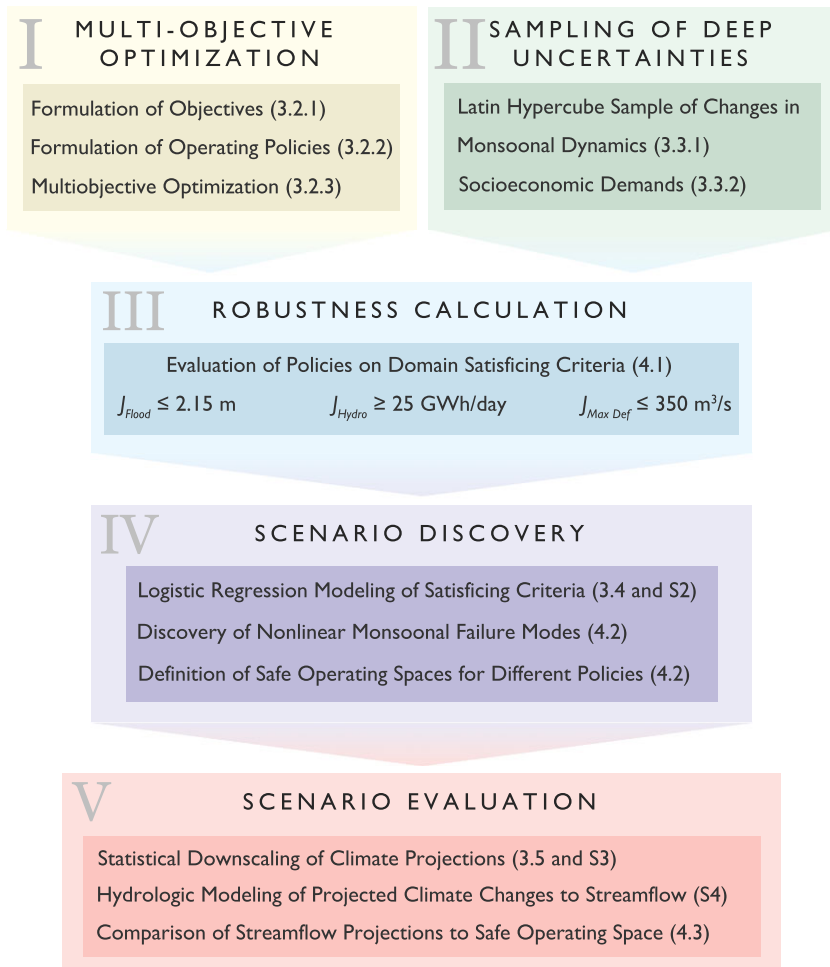 I
MULTI-OBJECTIVE
OPTIMIZATION
Formulation of Objectives (3.2.1)
Formulation of Operating Policies (3.2.2)
Multiobjective Optimization (3.2.3)
II
SAMPLING OF DEEP
UNCERTAINTIES
Latin Hypercube Sample of Changes in
Monsoonal Dynamics (3.3.1)
Socioeconomic Demands (3.3.2)
III
ROBUSTNESS CALCULATION
Evaluation of Policies on Domain Satisficing Criteria (4.1)
J_Flood ≤ 2.15 m J_Hydro ≥ 25 GWh/day J_Max Def ≤ 350 m³/s
IV
SCENARIO DISCOVERY
Logistic Regression Modeling of Satisficing Criteria (3.4 and S2)
Discovery of Nonlinear Monsoonal Failure Modes (4.2)
Definition of Safe Operating Spaces for Different Policies (4.2)
V
SCENARIO EVALUATION
Statistical Downscaling of Climate Projections (3.5 and S3)
Hydrologic Modeling of Projected Climate Changes to Streamflow (S4)
Comparison of Streamflow Projections to Safe Operating Space (4.3)